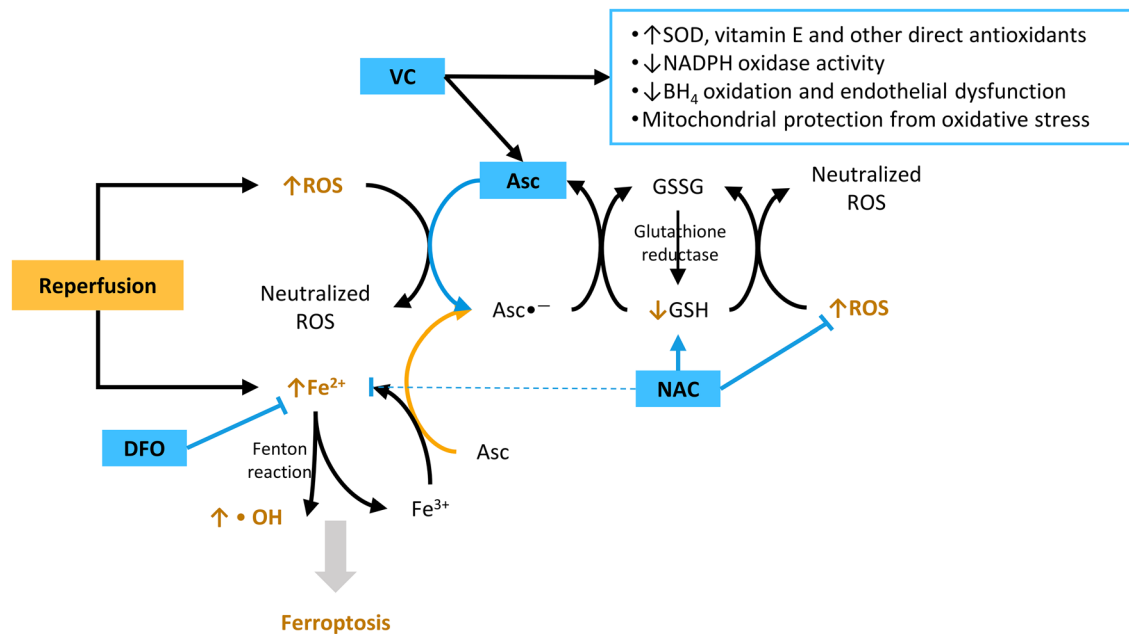 • ↑SOD, vitamin E and other direct antioxidants
• ↓NADPH oxidase activity
• ↓BH₄ oxidation and endothelial dysfunction
• Mitochondrial protection from oxidative stress
VC
Asc
↑ROS
GSSG
Neutralized
ROS
Glutathione
reductase
Reperfusion
Neutralized
ROS
Asc•−
↓GSH
↑ROS
↑Fe²⁺
NAC
DFO
Fenton
reaction
Asc
Fe³⁺
↑ • OH
Ferroptosis